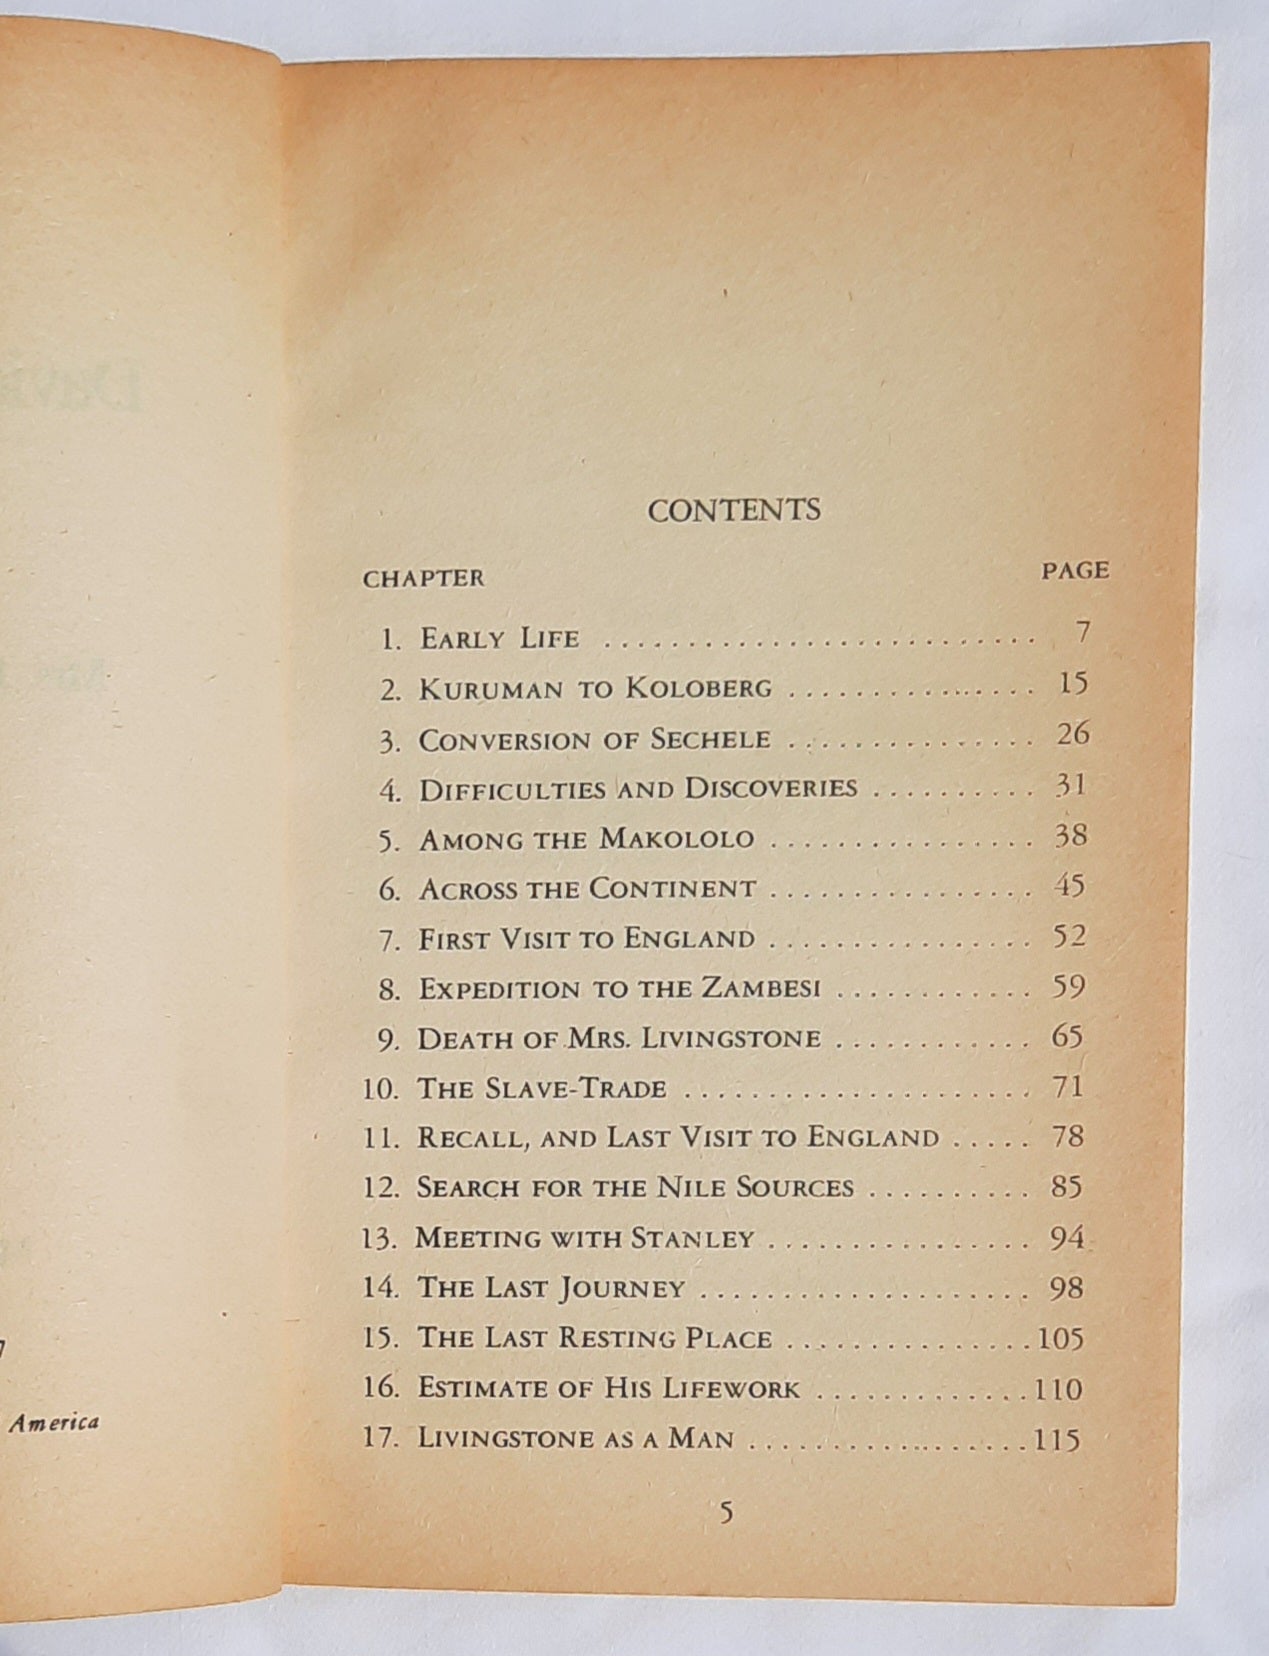 CONTENTS
CHAPTER PAGE
1. EARLY LIFE .......................... 7
2. KURUMAN TO KOLOBERG ............... 15
3. CONVERSION OF SECHELE ............... 26
4. DIFFICULTIES AND DISCOVERIES .......... 31
5. AMONG THE MAKOLOLO ................ 38
6. ACROSS THE CONTINENT ................ 45
7. FIRST VISIT TO ENGLAND ................ 52
8. EXPEDITION TO THE ZAMBESI ............ 59
9. DEATH OF MRS. LIVINGSTONE ............ 65
10. THE SLAVE-TRADE ..................... 71
11. RECALL, AND LAST VISIT TO ENGLAND ..... 78
12. SEARCH FOR THE NILE SOURCES .......... 85
13. MEETING WITH STANLEY ................ 94
14. THE LAST JOURNEY .................... 98
15. THE LAST RESTING PLACE ............... 105
16. ESTIMATE OF HIS LIFEWORK ............. 110
17. LIVINGSTONE AS A MAN ................. 115
5
America